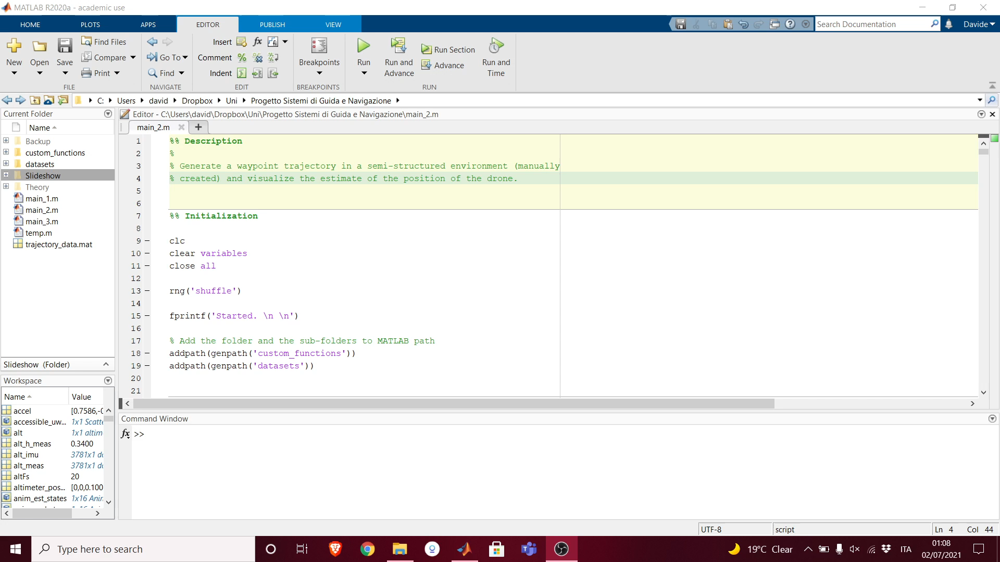 MATLAB R2020a - academic use
HOME PLOTS APPS EDITOR PUBLISH VIEW Search Documentation Davide
New
Open
Save
Find Files
Compare
Print
FILE
Go To
Find
NAVIGATE
Insert
Comment
Indent
EDIT
Breakpoints
BREAKPOINTS
Run
Run and Advance
Run Section
Advance
Run and Time
RUN
C: Users david Dropbox Uni Progetto Sistemi di Guida e Navigazione
Current Folder
Name
Backup
custom_functions
datasets
Slideshow
Theory
main_1.m
main_2.m
main_3.m
temp.m
trajectory_data.mat
Slideshow (Folder)
Workspace
Name Value
accel [0.7586,-0
accessible_uw... 1x1 Scatte
alt 1x1 altim
alt_h_meas 0.3400
alt_imu 3781x1 do
alt_meas 3781x1 do
altFs 20
altimeter_pos... [0,0,0.100
anim_est_states 1x16 Anin
Editor - C:\Users\david\Dropbox\Uni\Progetto Sistemi di Guida e Navigazione\main_2.m
main_2.m
1 %% Description
2 %
3 % Generate a waypoint trajectory in a semi-structured environment (manually
4 % created) and visualize the estimate of the position of the drone.
5
6
7 %% Initialization
8
9 clc
10 clear variables
11 close all
12
13 rng('shuffle')
14
15 fprintf('Started. \n \n')
16
17 % Add the folder and the sub-folders to MATLAB path
18 addpath(genpath('custom_functions'))
19 addpath(genpath('datasets'))
20
21
Command Window
fx >>
UTF-8 script Ln 4 Col 44
Type here to search
19°C Clear
ITA
01:08
02/07/2021